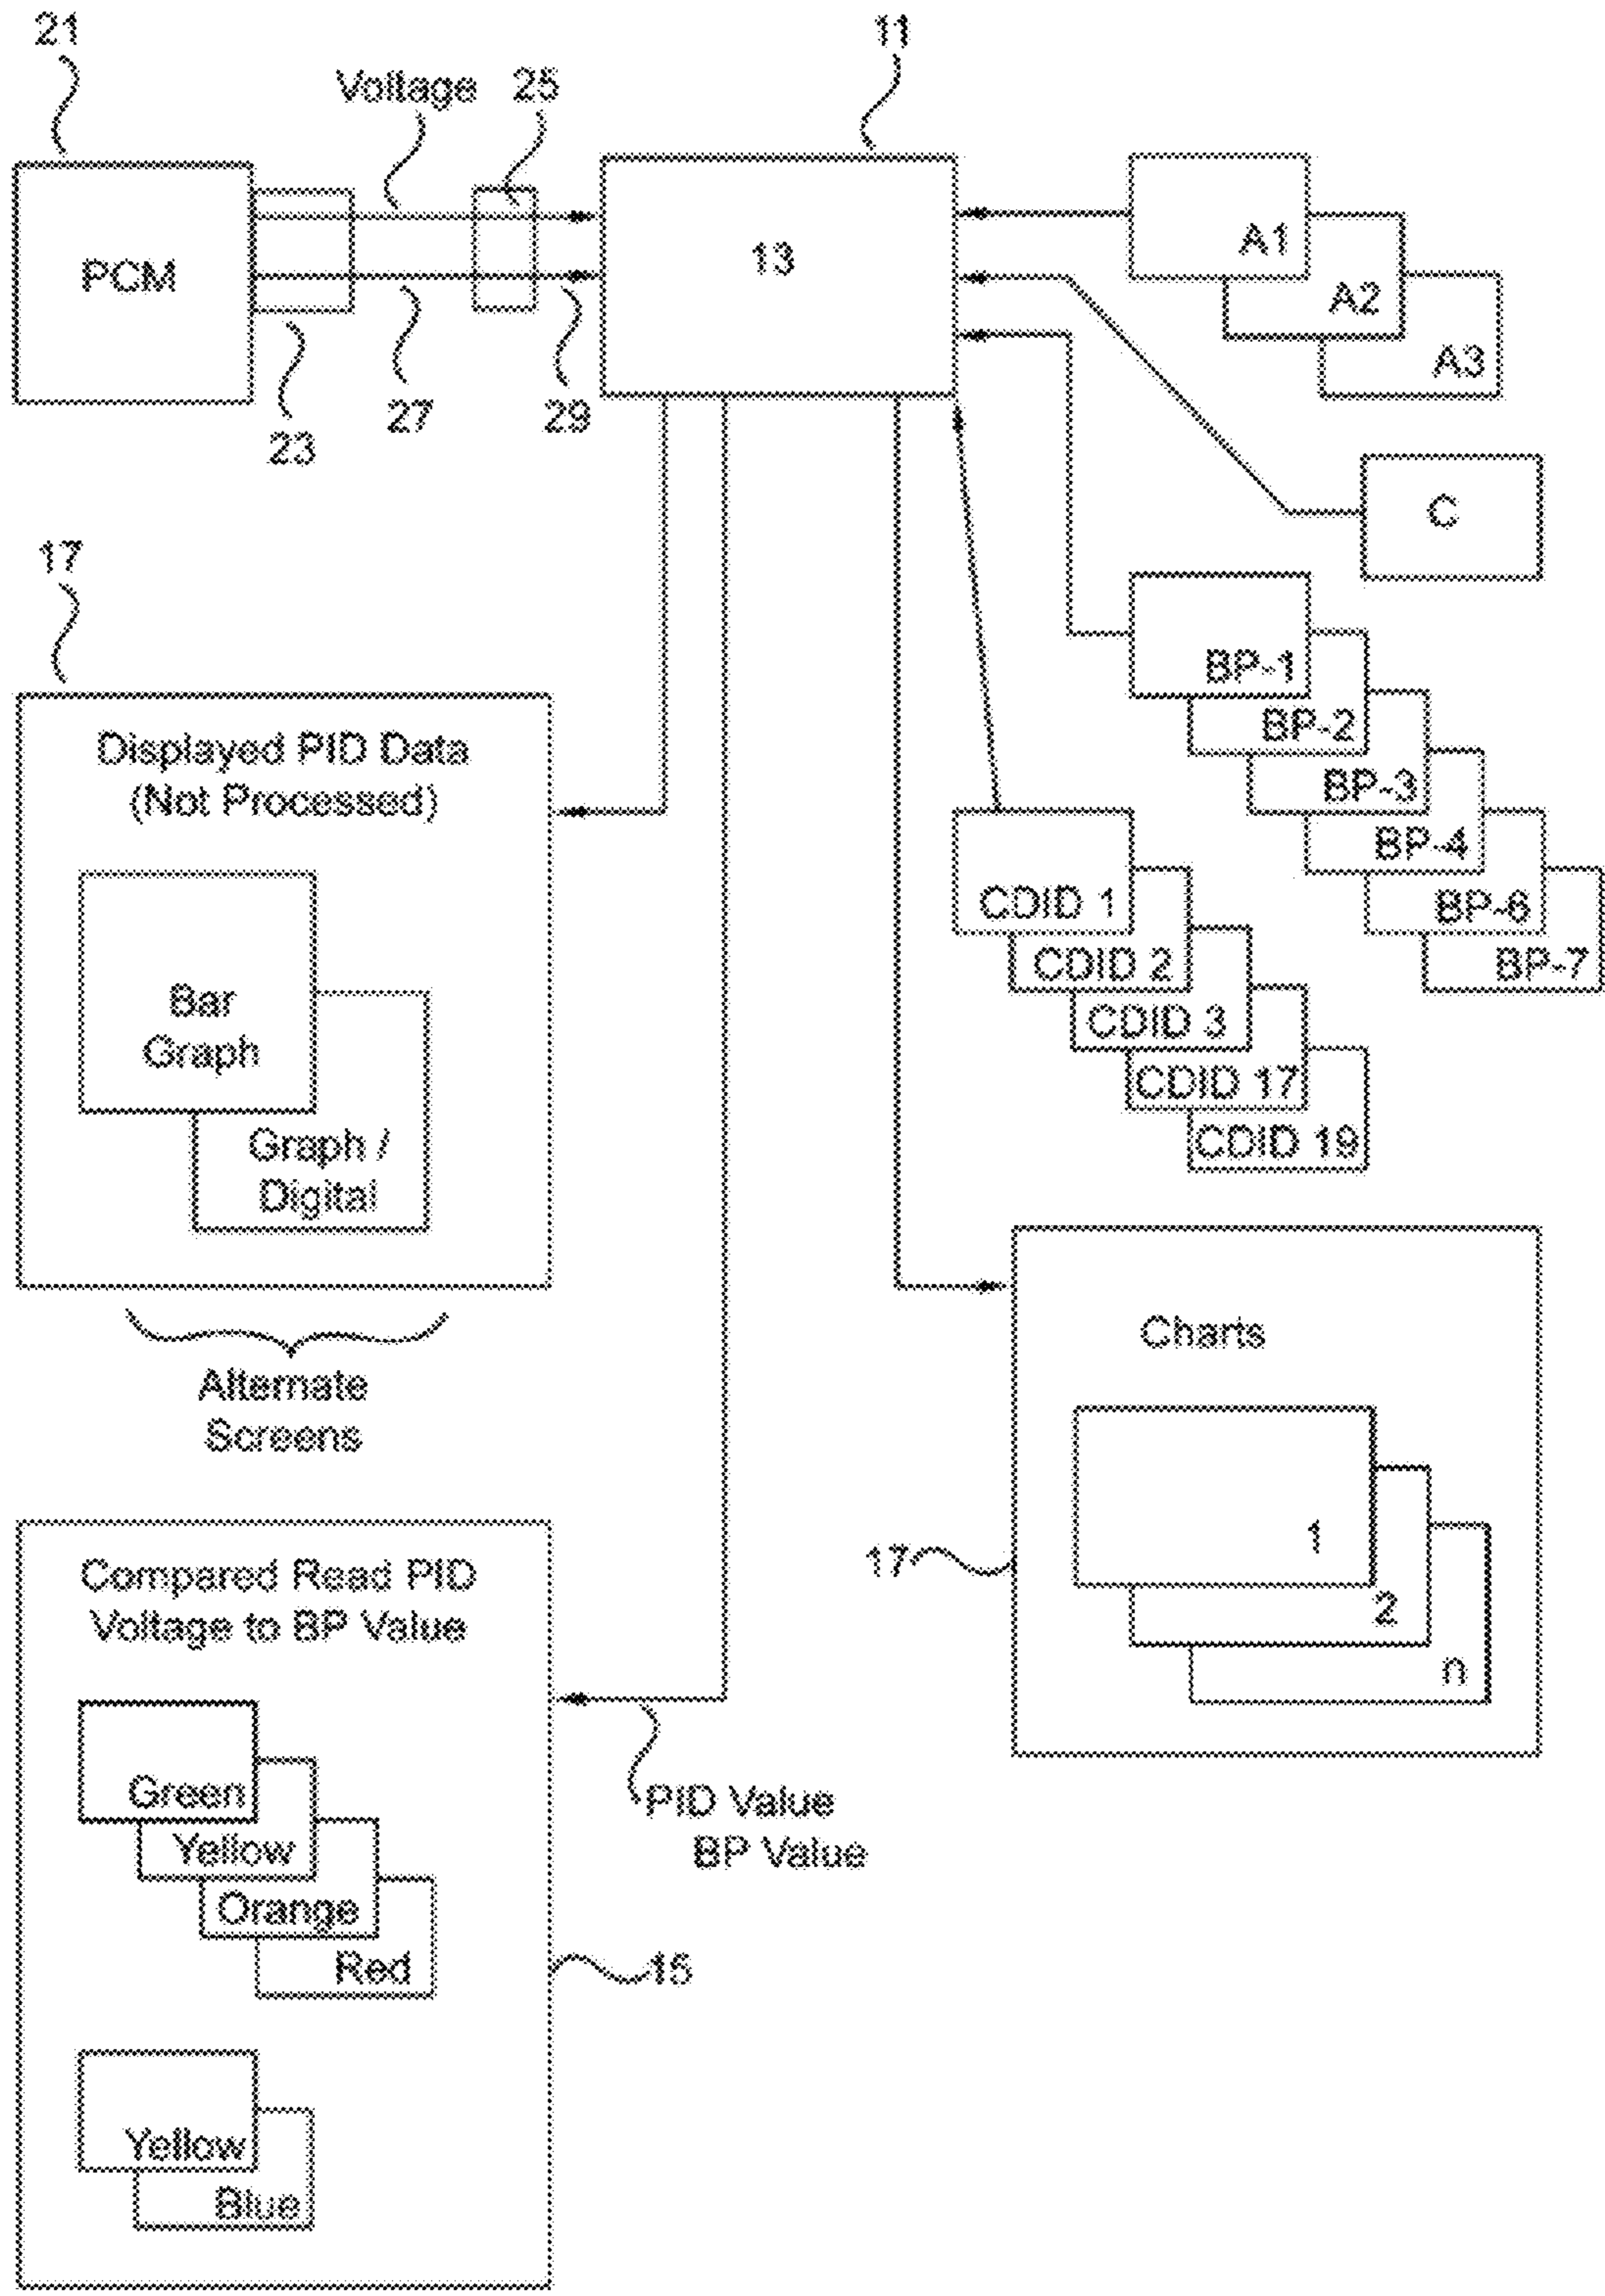 21
11
Voltage
25
PCM
13
A1
A2
A3
23
27
29
C
17
BP-1
BP-2
BP-3
BP-4
BP-6
BP-7
Displayed PID Data
(Not Processed)
Bar
Graph
Graph /
Digital
Alternate
Screens
CDID 1
CDID 2
CDID 3
CDID 17
CDID 19
Charts
1
2
n
17
Compared Read PID
Voltage to BP Value
Green
Yellow
Orange
Red
Yellow
Blue
PID Value
BP Value
15